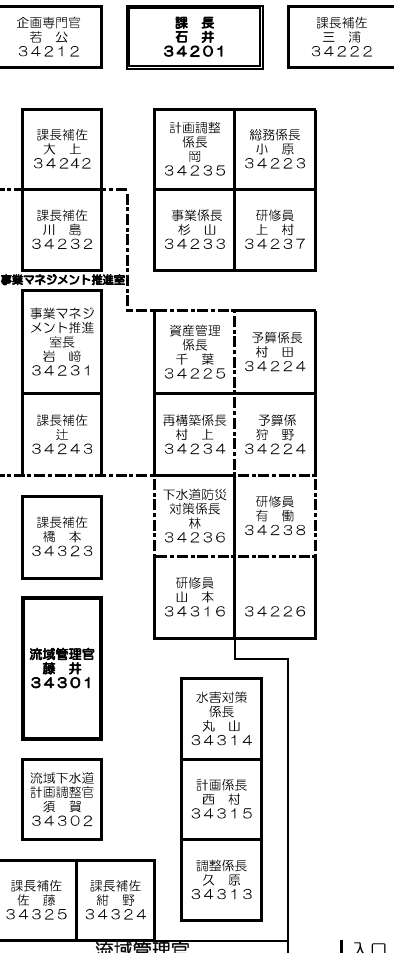 企画専門官
若 公
34212
課 長
石 井
34201
課長補佐
三 浦
34222
課長補佐
大 上
34242
計画調整
係長
岡
34235
総務係長
小 原
34223
課長補佐
川 島
34232
事業係長
杉 山
34233
研修員
上 村
34237
事業マネジメント推進室
事業マネジ
メント推進
室長
岩 﨑
34231
資産管理
係長
千 葉
34225
予算係長
村 田
34224
課長補佐
辻
34243
再構築係長
村 上
34234
予算係
狩 野
34224
課長補佐
橋 本
34323
下水道防災
対策係長
林
34236
研修員
有 働
34238
研修員
山 本
34316
34226
流域管理官
藤 井
34301
水害対策
係長
丸 山
34314
流域下水道
計画調整官
須 賀
34302
計画係長
西 村
34315
調整係長
久 原
34313
課長補佐
佐 藤
34325
課長補佐
紺 野
34324
流域管理官
入口